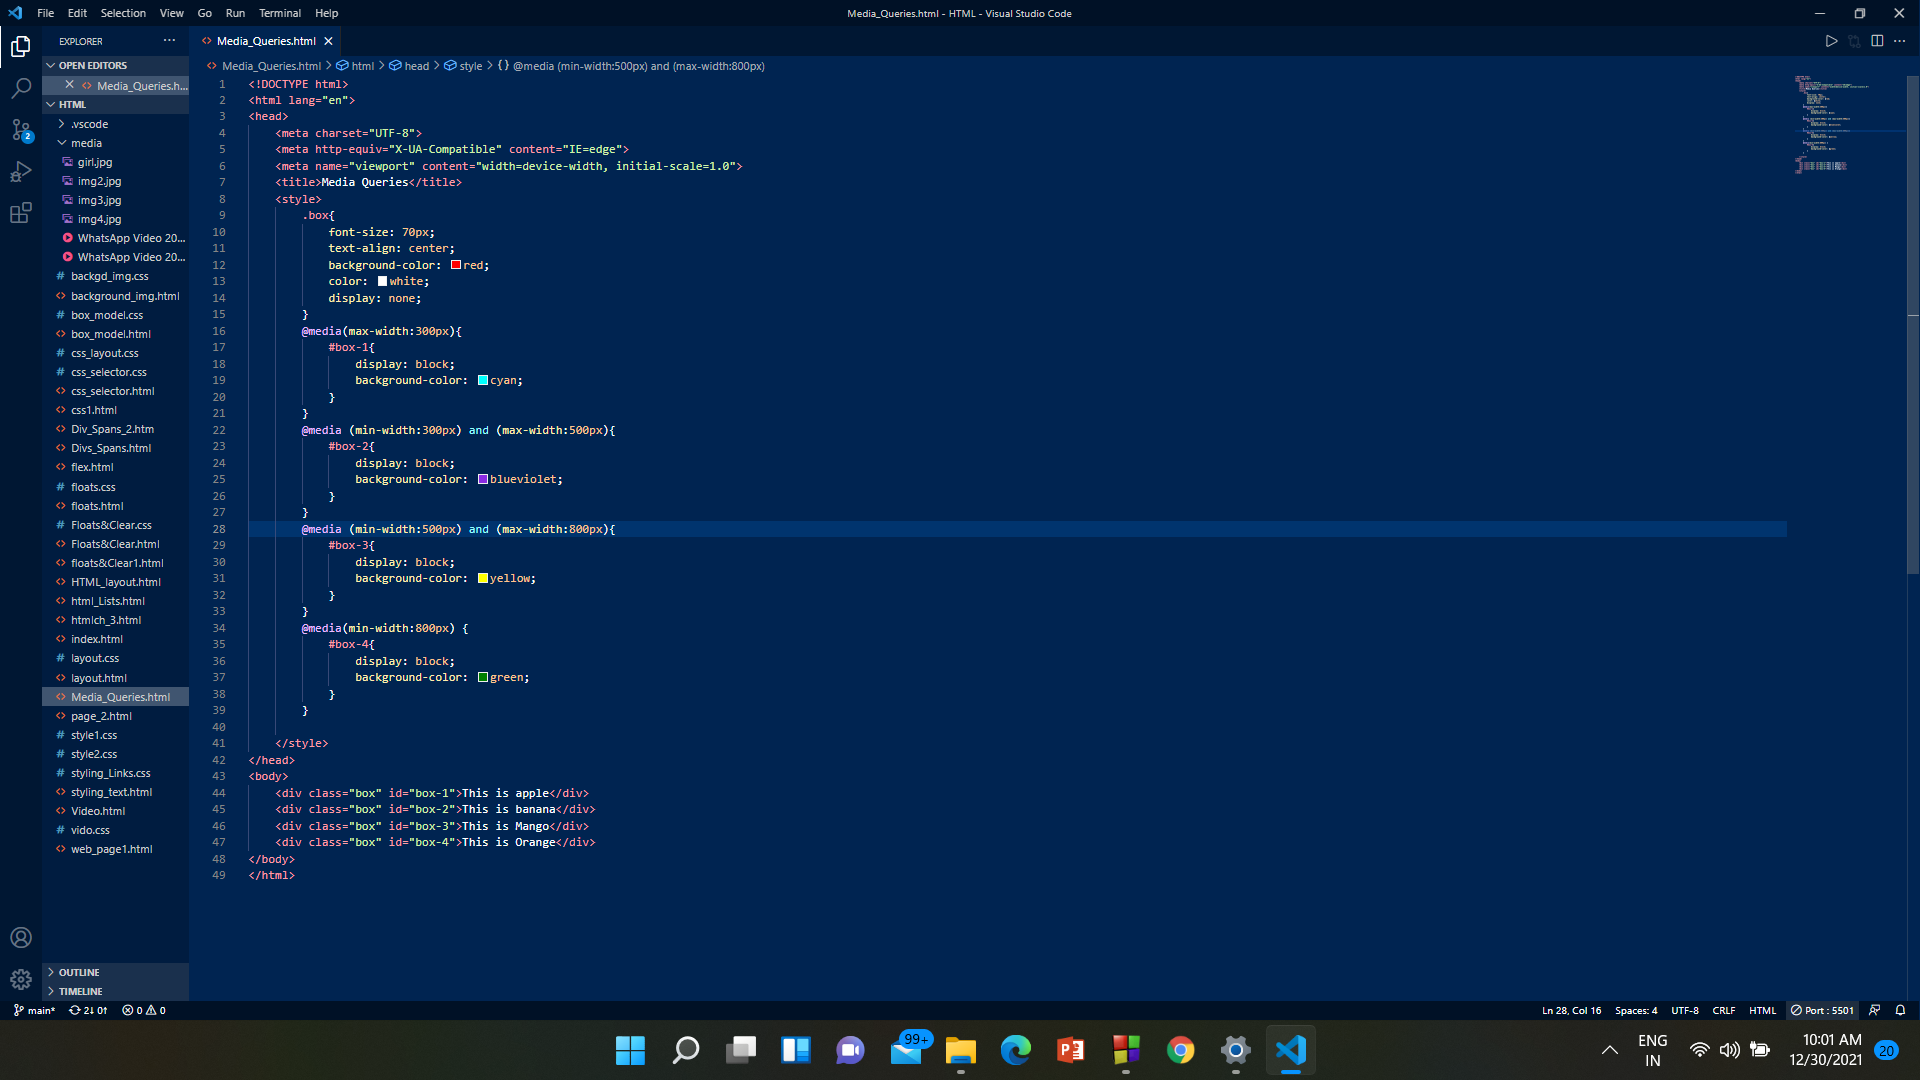 File Edit Selection View Go Run Terminal Help
Media_Queries.html - HTML - Visual Studio Code
EXPLORER
Media_Queries.html
OPEN EDITORS
Media_Queries.h...
HTML
.vscode
media
girl.jpg
img2.jpg
img3.jpg
img4.jpg
WhatsApp Video 20...
WhatsApp Video 20...
# backgd_img.css
<> background_img.html
# box_model.css
<> box_model.html
# css_layout.css
# css_selector.css
<> css_selector.html
<> css1.html
<> Div_Spans_2.htm
<> Divs_Spans.html
<> flex.html
# floats.css
<> floats.html
# Floats&Clear.css
<> Floats&Clear.html
<> floats&Clear1.html
<> HTML_layout.html
<> html_Lists.html
<> htmlch_3.html
<> index.html
# layout.css
<> layout.html
<> Media_Queries.html
<> page_2.html
# style1.css
# style2.css
# styling_Links.css
<> styling_text.html
<> Video.html
# vido.css
<> web_page1.html
OUTLINE
TIMELINE
Media_Queries.html > html > head > style > {} @media (min-width:500px) and (max-width:800px)
1 <!DOCTYPE html>
2 <html lang="en">
3 <head>
4 <meta charset="UTF-8">
5 <meta http-equiv="X-UA-Compatible" content="IE=edge">
6 <meta name="viewport" content="width=device-width, initial-scale=1.0">
7 <title>Media Queries</title>
8 <style>
9 .box{
10 font-size: 70px;
11 text-align: center;
12 background-color: red;
13 color: white;
14 display: none;
15 }
16 @media(max-width:300px){
17 #box-1{
18 display: block;
19 background-color: cyan;
20 }
21 }
22 @media (min-width:300px) and (max-width:500px){
23 #box-2{
24 display: block;
25 background-color: blueviolet;
26 }
27 }
28 @media (min-width:500px) and (max-width:800px){
29 #box-3{
30 display: block;
31 background-color: yellow;
32 }
33 }
34 @media(min-width:800px) {
35 #box-4{
36 display: block;
37 background-color: green;
38 }
39 }
40
41 </style>
42 </head>
43 <body>
44 <div class="box" id="box-1">This is apple</div>
45 <div class="box" id="box-2">This is banana</div>
46 <div class="box" id="box-3">This is Mango</div>
47 <div class="box" id="box-4">This is Orange</div>
48 </body>
49 </html>
2
main* 2↓ 0↑ 0 0
Ln 28, Col 16 Spaces: 4 UTF-8 CRLF HTML Port : 5501
99+
ENG
IN
10:01 AM
12/30/2021
20